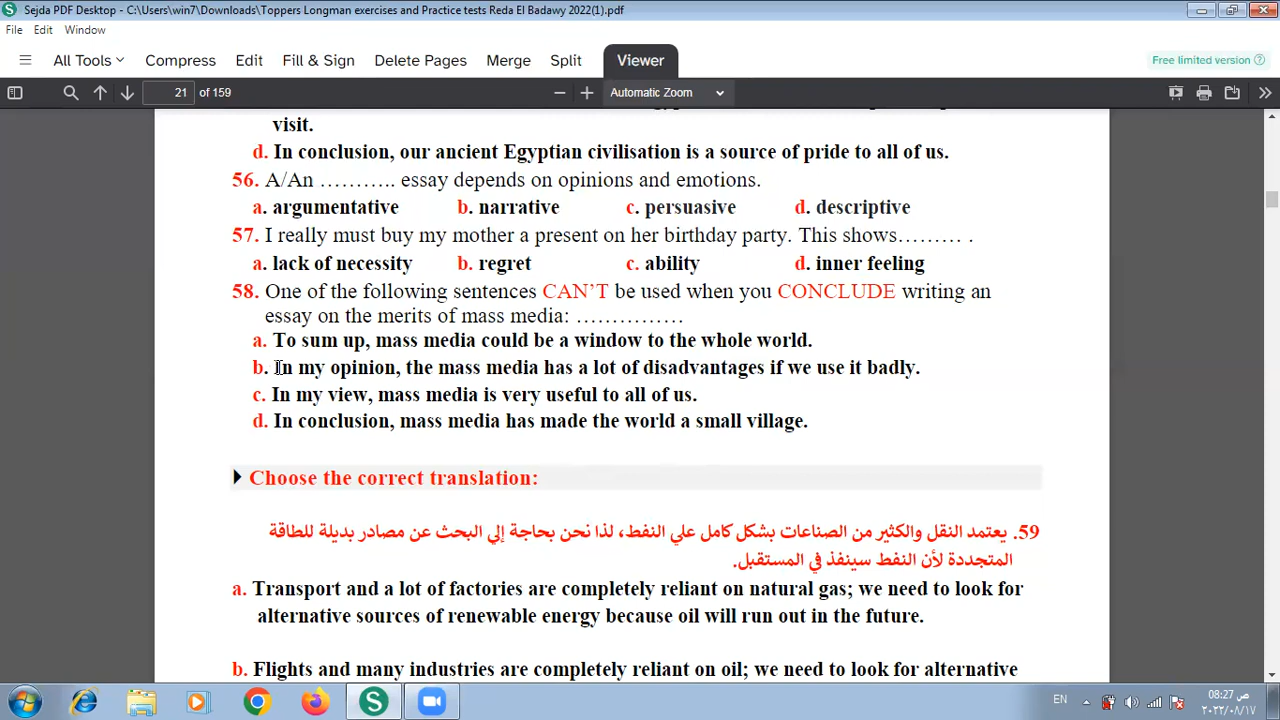 Sejda PDF Desktop - C:\Users\win7\Downloads\Toppers Longman exercises and Practice tests Reda El Badawy 2022(1).pdf
File Edit Window
All Tools Compress Edit Fill & Sign Delete Pages Merge Split Viewer Free limited version
21 of 159 Automatic Zoom
visit.
d. In conclusion, our ancient Egyptian civilisation is a source of pride to all of us.
56. A/An ……….. essay depends on opinions and emotions.
a. argumentative b. narrative c. persuasive d. descriptive
57. I really must buy my mother a present on her birthday party. This shows……… .
a. lack of necessity b. regret c. ability d. inner feeling
58. One of the following sentences CAN'T be used when you CONCLUDE writing an
essay on the merits of mass media: ……………
a. To sum up, mass media could be a window to the whole world.
b. In my opinion, the mass media has a lot of disadvantages if we use it badly.
c. In my view, mass media is very useful to all of us.
d. In conclusion, mass media has made the world a small village.
Choose the correct translation:
59. يعتمد النقل والكثير من الصناعات بشكل كامل علي النفط، لذا نحن بحاجة إلي البحث عن مصادر بديلة للطاقة
المتجددة لأن النفط سينفذ في المستقبل.
a. Transport and a lot of factories are completely reliant on natural gas; we need to look for
alternative sources of renewable energy because oil will run out in the future.
b. Flights and many industries are completely reliant on oil; we need to look for alternative
EN 08:27 ص
٢٠٢٢/٠٨/١٧